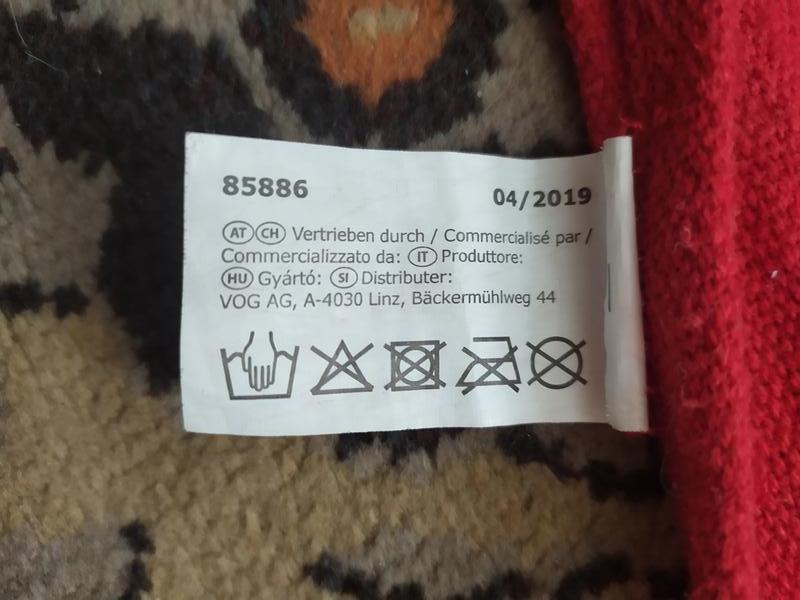 85886 04/2019
AT CH Vertrieben durch / Commercialisé par /
Commercializzato da: IT Produttore:
HU Gyártó: SI Distributer:
VOG AG, A-4030 Linz, Bäckermühlweg 44